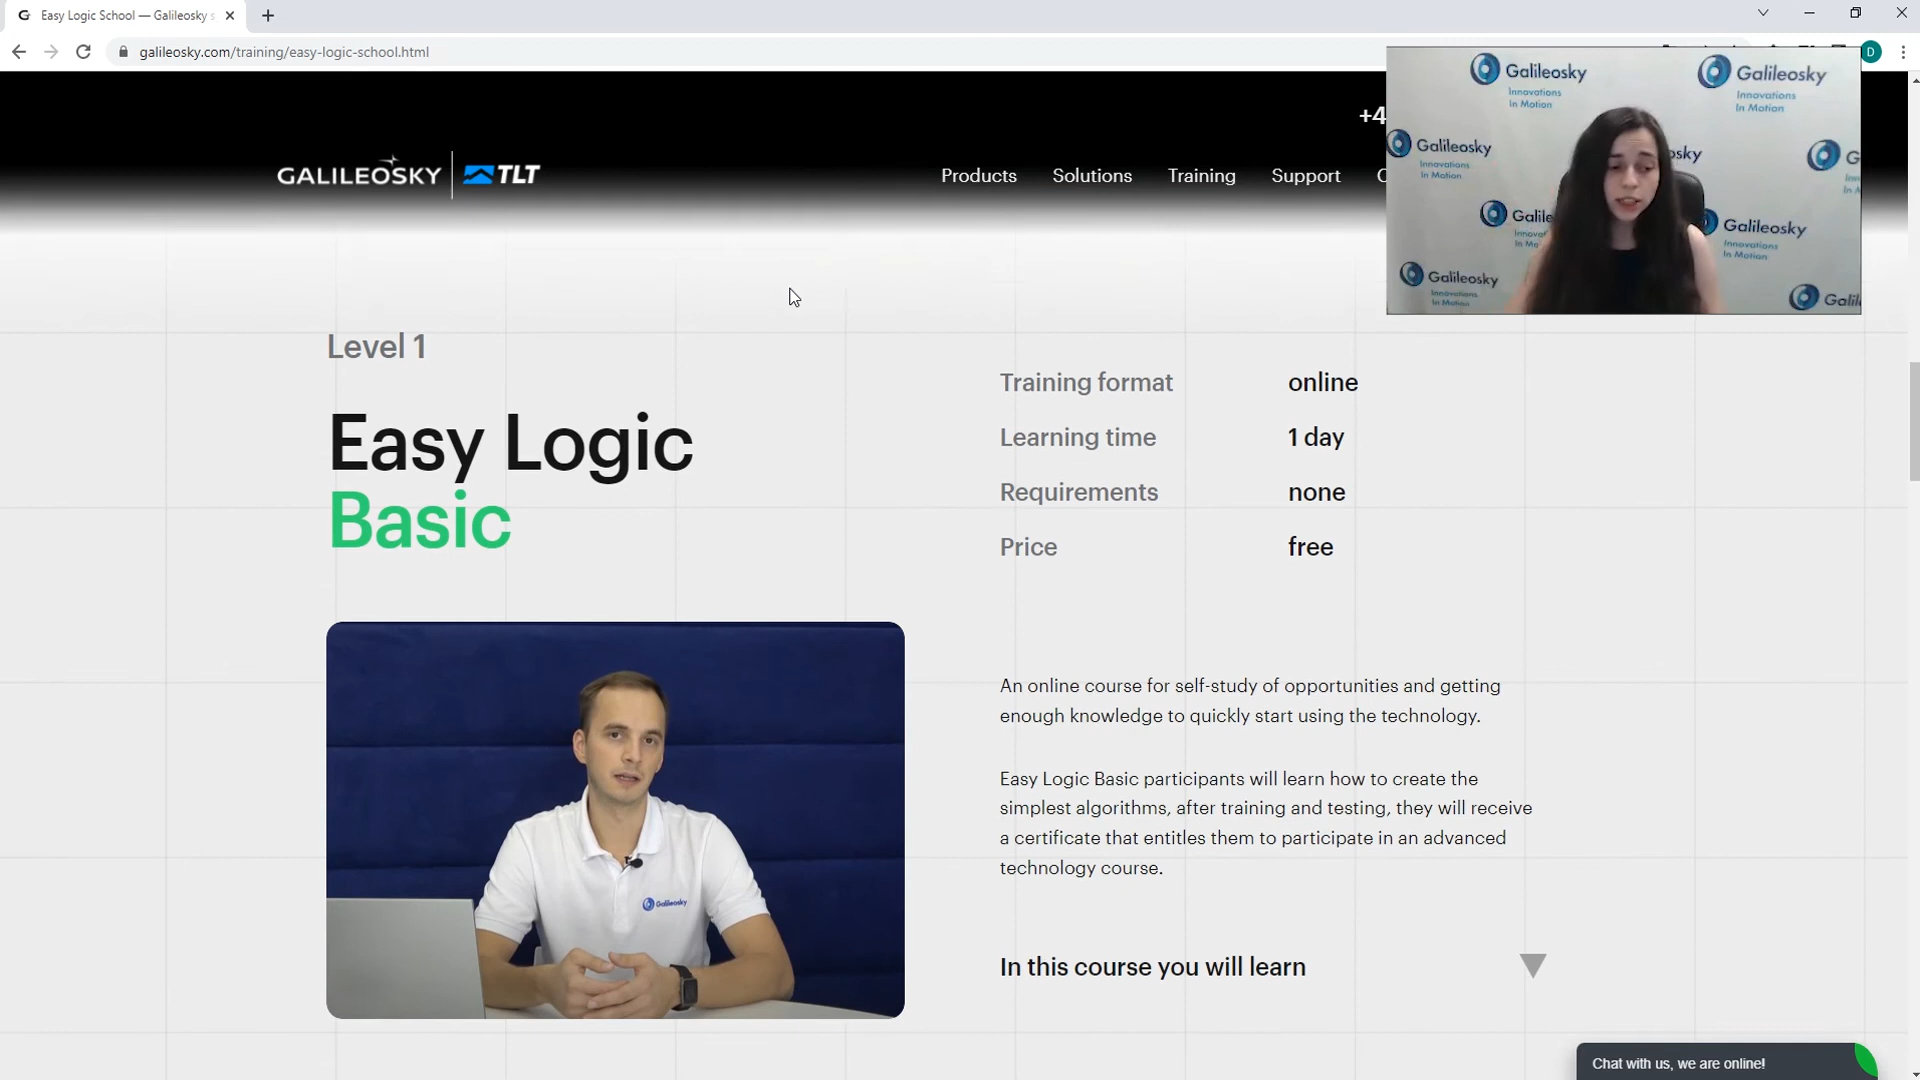 Easy Logic School — Galileosky s
galileosky.com/training/easy-logic-school.html
D
+4
GALILEOSKY
TLT
Products
Solutions
Training
Support
Galileosky
Innovations
In Motion
Galileosky
Innovations
In Motion
Galileosky
Innovations
In Motion
Galileosky
Innovations
In Motion
Galileosky
Innovations
In Motion
Level 1
Easy Logic
Basic
Training format online
Learning time 1 day
Requirements none
Price free
Galileosky
An online course for self-study of opportunities and getting
enough knowledge to quickly start using the technology.
Easy Logic Basic participants will learn how to create the
simplest algorithms, after training and testing, they will receive
a certificate that entitles them to participate in an advanced
technology course.
In this course you will learn
Chat with us, we are online!